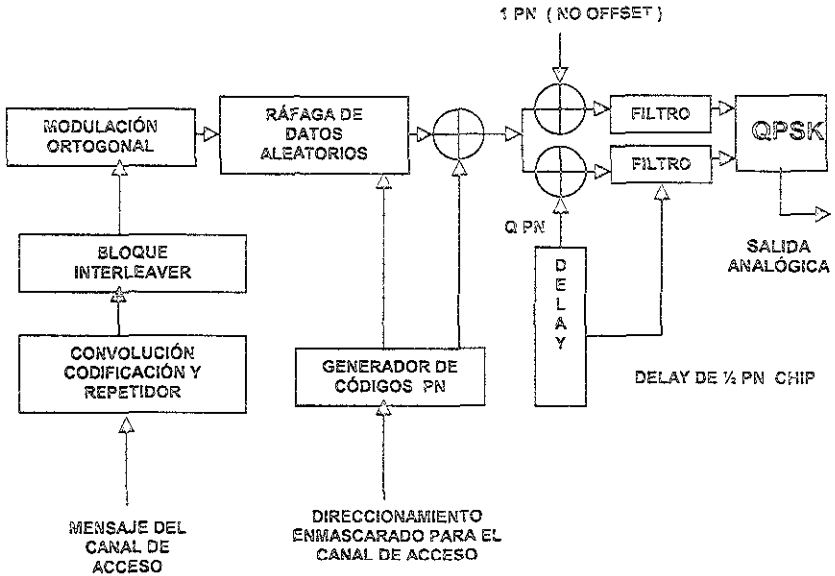 1 PN ( NO OFFSET )
MODULACIÓN
ORTOGONAL
RÁFAGA DE
DATOS
ALEATORIOS
FILTRO
FILTRO
QPSK
BLOQUE
INTERLEAVER
Q PN
DELAY
SALIDA
ANALÓGICA
CONVOLUCIÓN
CODIFICACIÓN Y
REPETIDOR
GENERADOR DE
CÓDIGOS PN
DELAY DE ½ PN CHIP
MENSAJE DEL
CANAL DE
ACCESO
DIRECCIONAMIENTO
ENMASCARADO PARA EL
CANAL DE ACCESO